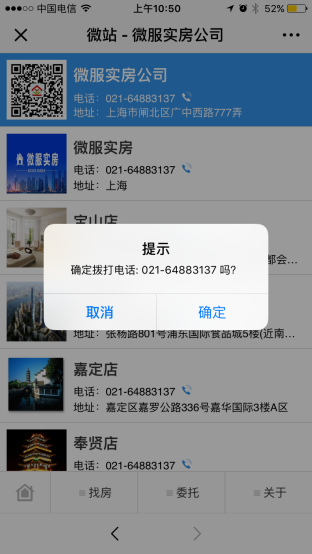 中国电信 上午10:50 52%
微站 - 微服实房公司
微服实房公司
电话：021-64883137
地址：上海市闸北区广中西路777弄
微服实房
微服实房
电话：021-64883137
地址：上海
宝山店
都会…
提示
确定拨打电话: 021-64883137 吗?
取消 确定
地址：张杨路801号浦东国际食品城5楼(近南…
嘉定店
电话：021-64883137
地址：嘉定区嘉罗公路336号嘉华国际3楼A区
奉贤店
电话：021-64883137
找房 委托 关于